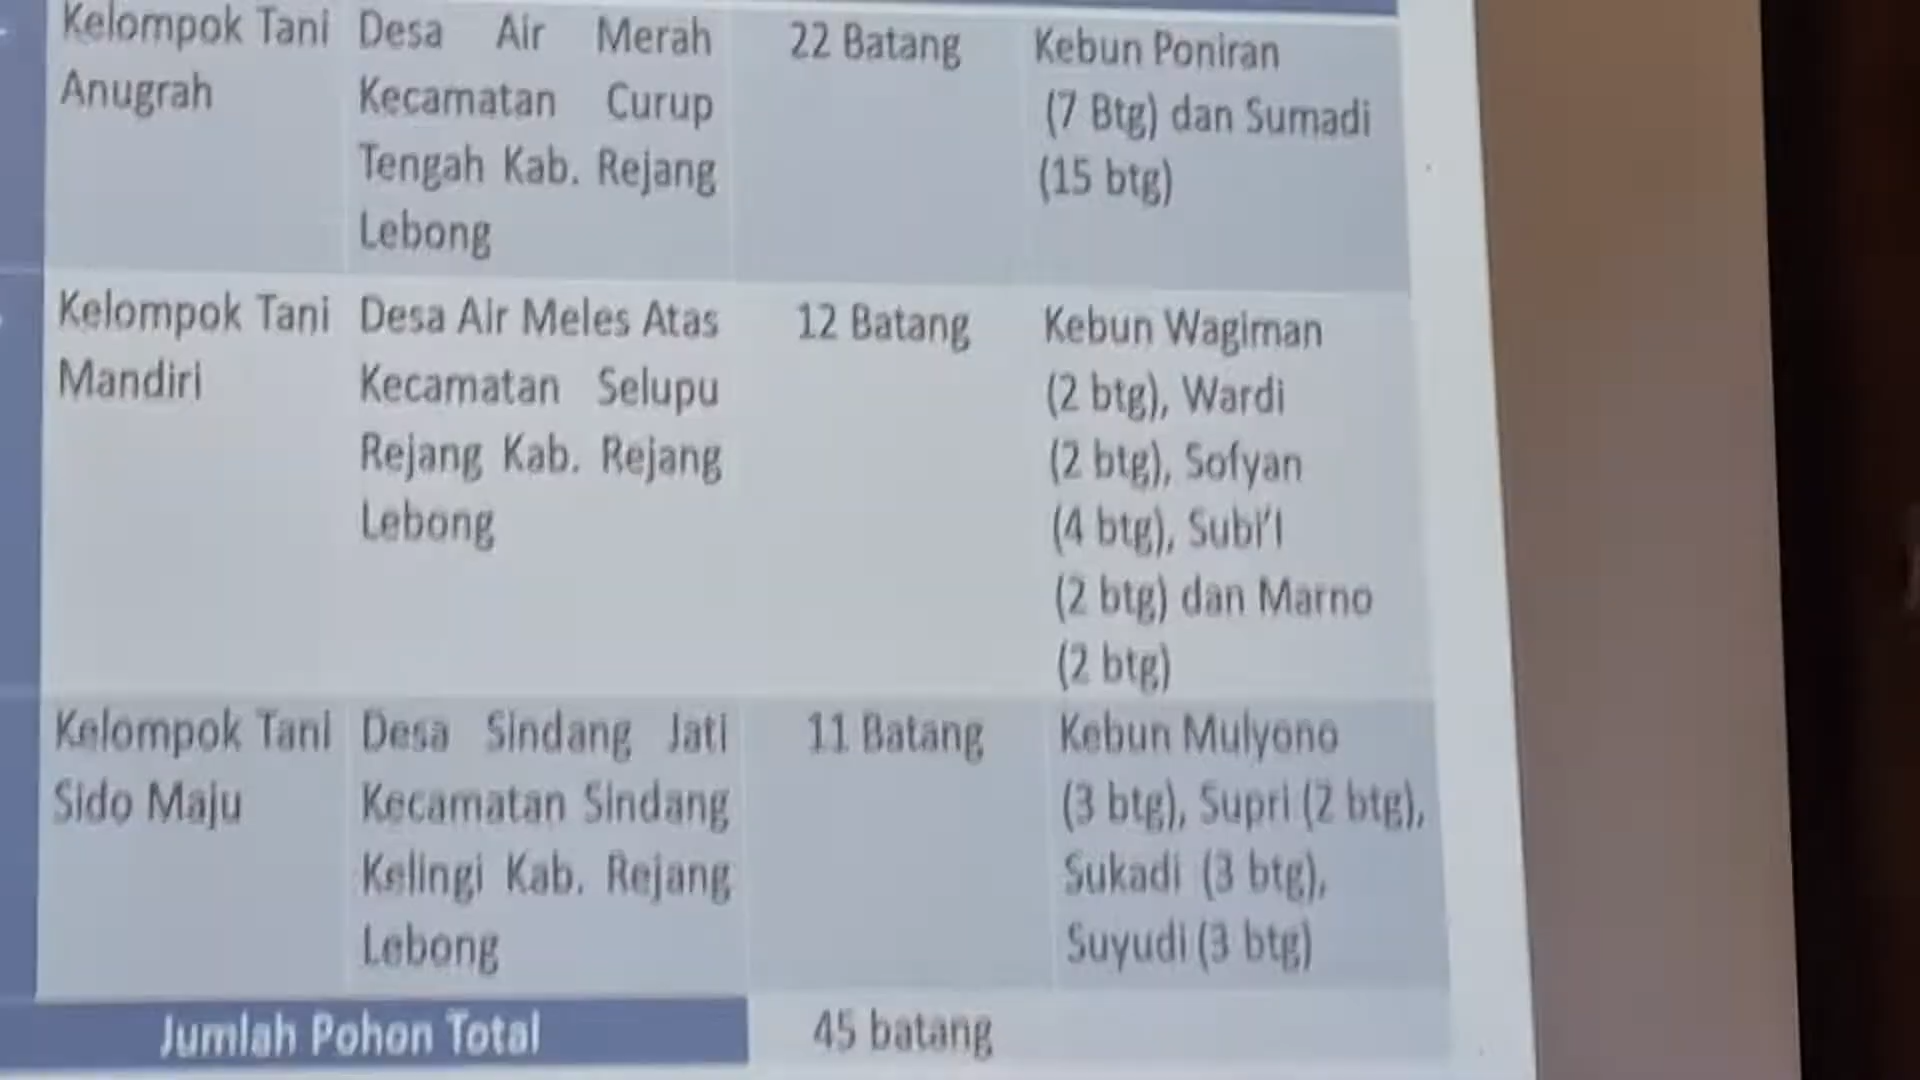 Kelompok Tani
Anugrah
Desa Air Merah
Kecamatan Curup
Tengah Kab. Rejang
Lebong
22 Batang
Kebun Poniran
(7 Btg) dan Sumadi
(15 btg)
Kelompok Tani
Mandiri
Desa Air Meles Atas
Kecamatan Selupu
Rejang Kab. Rejang
Lebong
12 Batang
Kebun Wagiman
(2 btg), Wardi
(2 btg), Sofyan
(4 btg), Subi'I
(2 btg) dan Marno
(2 btg)
Kelompok Tani
Sido Maju
Desa Sindang Jati
Kecamatan Sindang
Kelingi Kab. Rejang
Lebong
11 Batang
Kebun Mulyono
(3 btg), Supri (2 btg),
Sukadi (3 btg),
Suyudi (3 btg)
Jumlah Pohon Total
45 batang